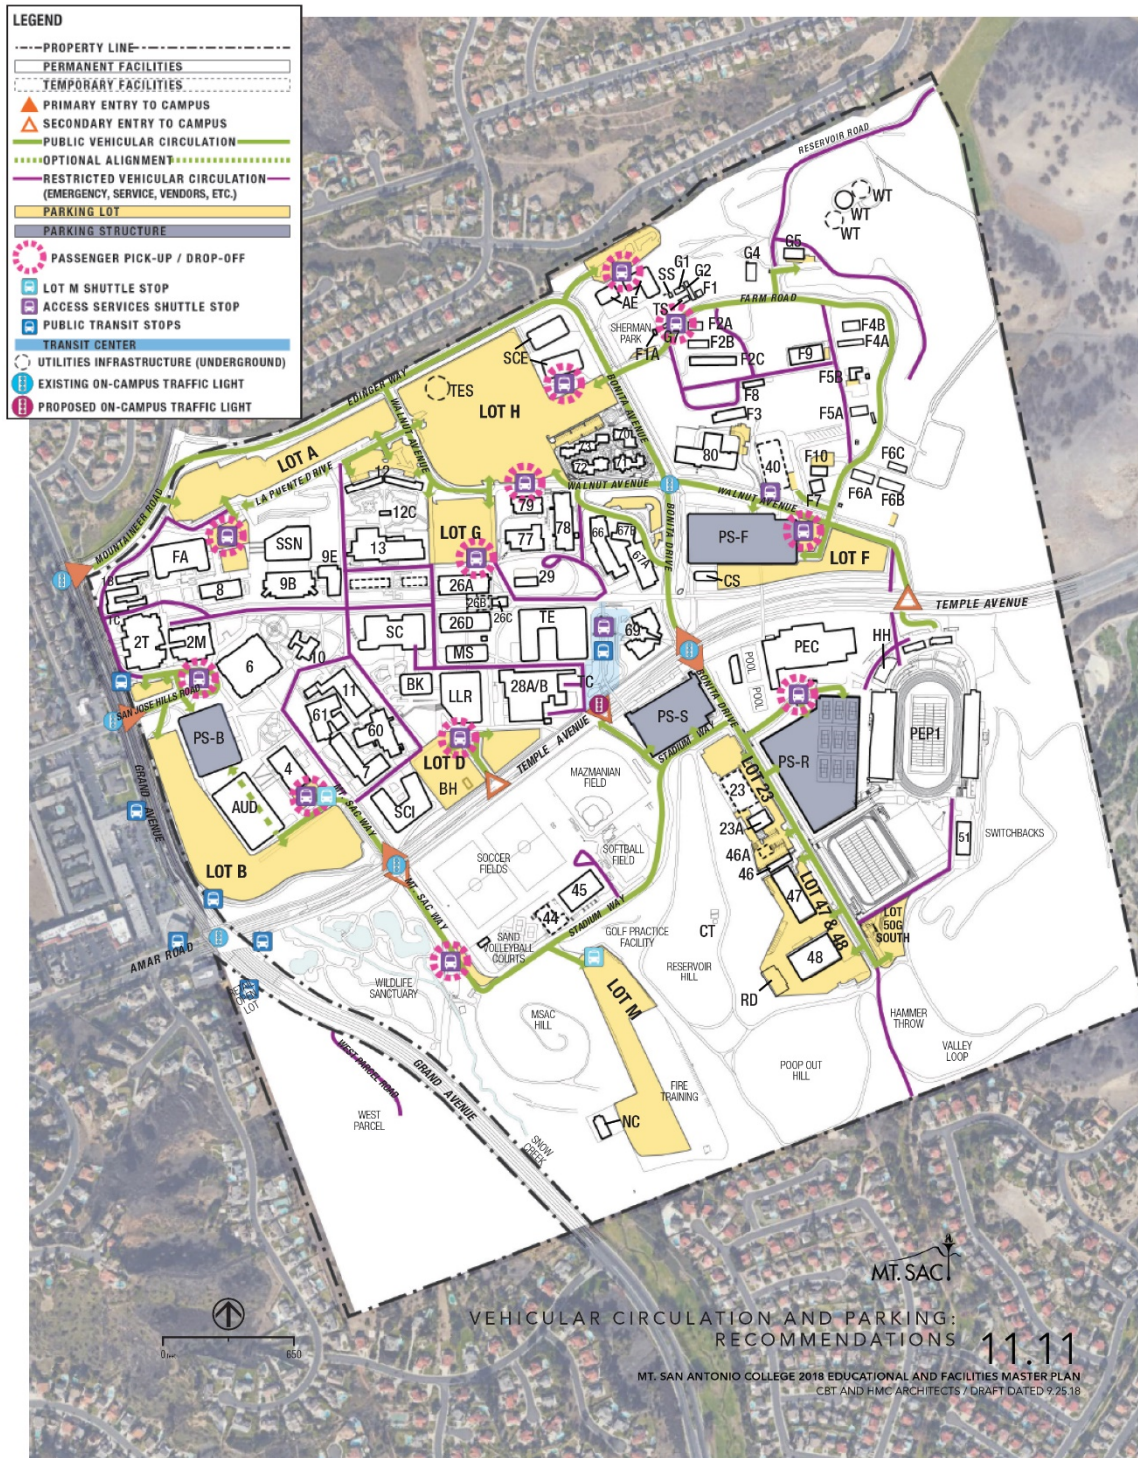 LEGEND
PROPERTY LINE
PERMANENT FACILITIES
TEMPORARY FACILITIES
PRIMARY ENTRY TO CAMPUS
SECONDARY ENTRY TO CAMPUS
PUBLIC VEHICULAR CIRCULATION
OPTIONAL ALIGNMENT
RESTRICTED VEHICULAR CIRCULATION
(EMERGENCY, SERVICE, VENDORS, ETC.)
PARKING LOT
PARKING STRUCTURE
PASSENGER PICK-UP / DROP-OFF
LOT M SHUTTLE STOP
ACCESS SERVICES SHUTTLE STOP
PUBLIC TRANSIT STOPS
TRANSIT CENTER
UTILITIES INFRASTRUCTURE (UNDERGROUND)
EXISTING ON-CAMPUS TRAFFIC LIGHT
PROPOSED ON-CAMPUS TRAFFIC LIGHT
RESERVOIR ROAD
WT
WT
WT
G5
G4
G1
SS
G2
AE
F1
TS
FARM ROAD
SHERMAN
PARK
G7
F2A
F4B
F4A
F2B
F1A
F2C
F9
SCE
F5B
EDINGER WAY
TES
F8
BONITA AVENUE
WALNUT AVENUE
LOT H
F3
F5A
70
73
80
LOT A
72
71
40
F10
F6C
12
LA PUENTE DRIVE
WALNUT AVENUE
WALNUT AVENUE
F7
F6A
F6B
MOUNTAINEER ROAD
79
12C
78
BONITA DRIVE
LOT G
66
67B
PS-F
SSN
13
77
FA
67A
LOT F
9E
29
CS
1B
8
9B
26A
26B
26C
TEMPLE AVENUE
1C
2T
2M
SC
26D
TE
69
HH
6
10
MS
PEC
POOL
POOL
BK
LLR
28A/B
TC
BONITA DRIVE
SAN JOSE HILLS ROAD
11
61
60
PS-S
PEP1
PS-B
LOT D
TEMPLE AVENUE
STADIUM WAY
PS-R
4
7
MAZMANIAN
FIELD
LOT 23
23
AUD
MT SAC WAY
BH
SCI
GRAND AVENUE
23A
51
SWITCHBACKS
46A
SOCCER
FIELDS
SOFTBALL
FIELD
46
LOT B
45
47
LOT 47 & 48
MT. SAC WAY
44
STADIUM WAY
LOT
50G
SOUTH
GOLF PRACTICE
FACILITY
CT
SAND
VOLLEYBALL
COURTS
AMAR ROAD
48
WILDLIFE
SANCTUARY
RESERVOIR
HILL
RD
LOT M
MSAC
HILL
HAMMER
THROW
VALLEY
LOOP
WEST PARCEL ROAD
GRAND AVENUE
POOP OUT
HILL
FIRE
TRAINING
WEST
PARCEL
NC
SNOW
CREEK
MT. SAC
VEHICULAR CIRCULATION AND PARKING:
RECOMMENDATIONS
11.11
650
MT. SAN ANTONIO COLLEGE 2018 EDUCATIONAL AND FACILITIES MASTER PLAN
CBT AND HMC ARCHITECTS / DRAFT DATED 9.25.18